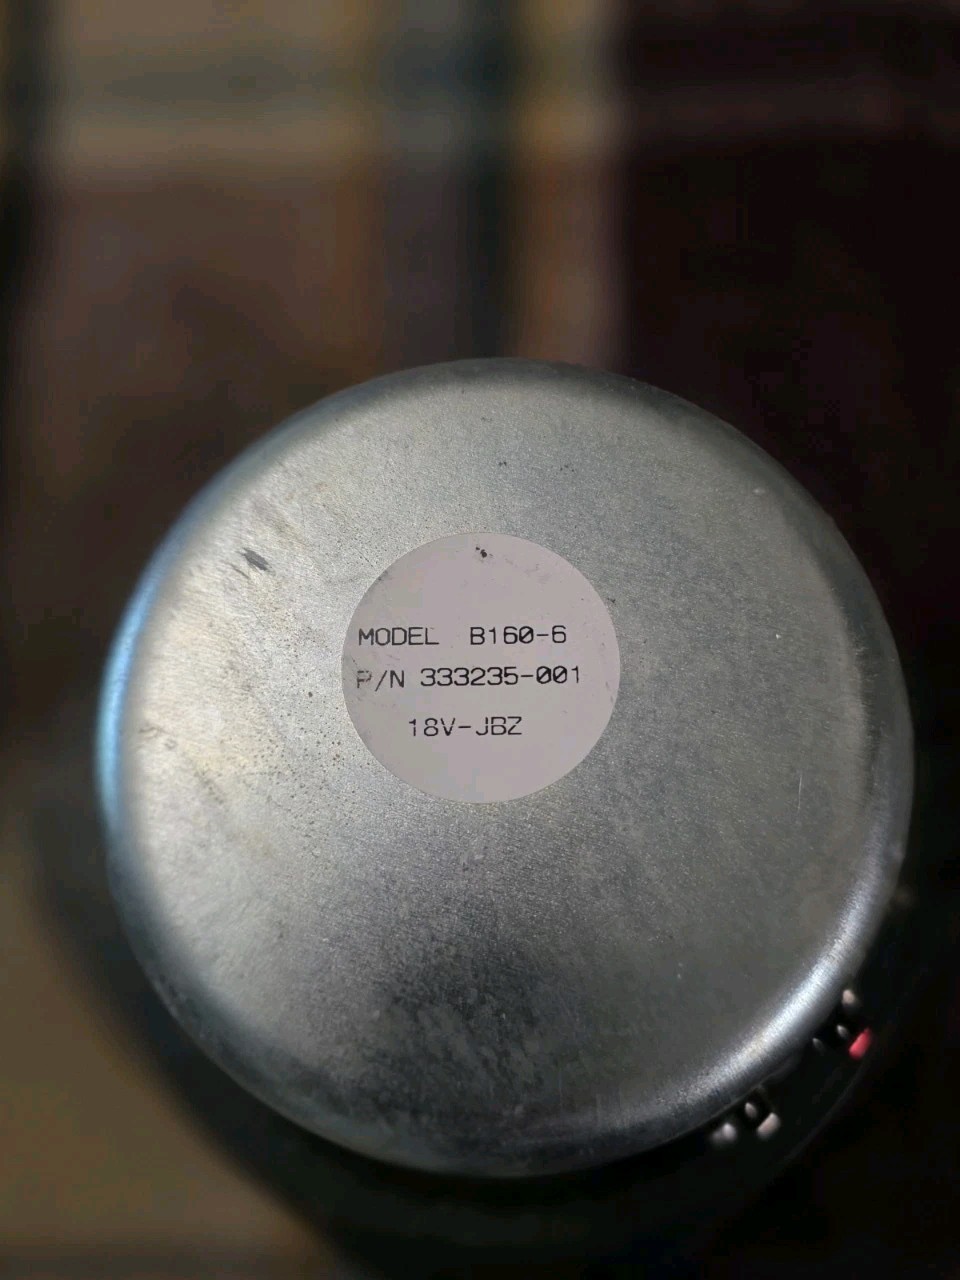 MODEL B160-6
P/N 333235-001
18V-JBZ